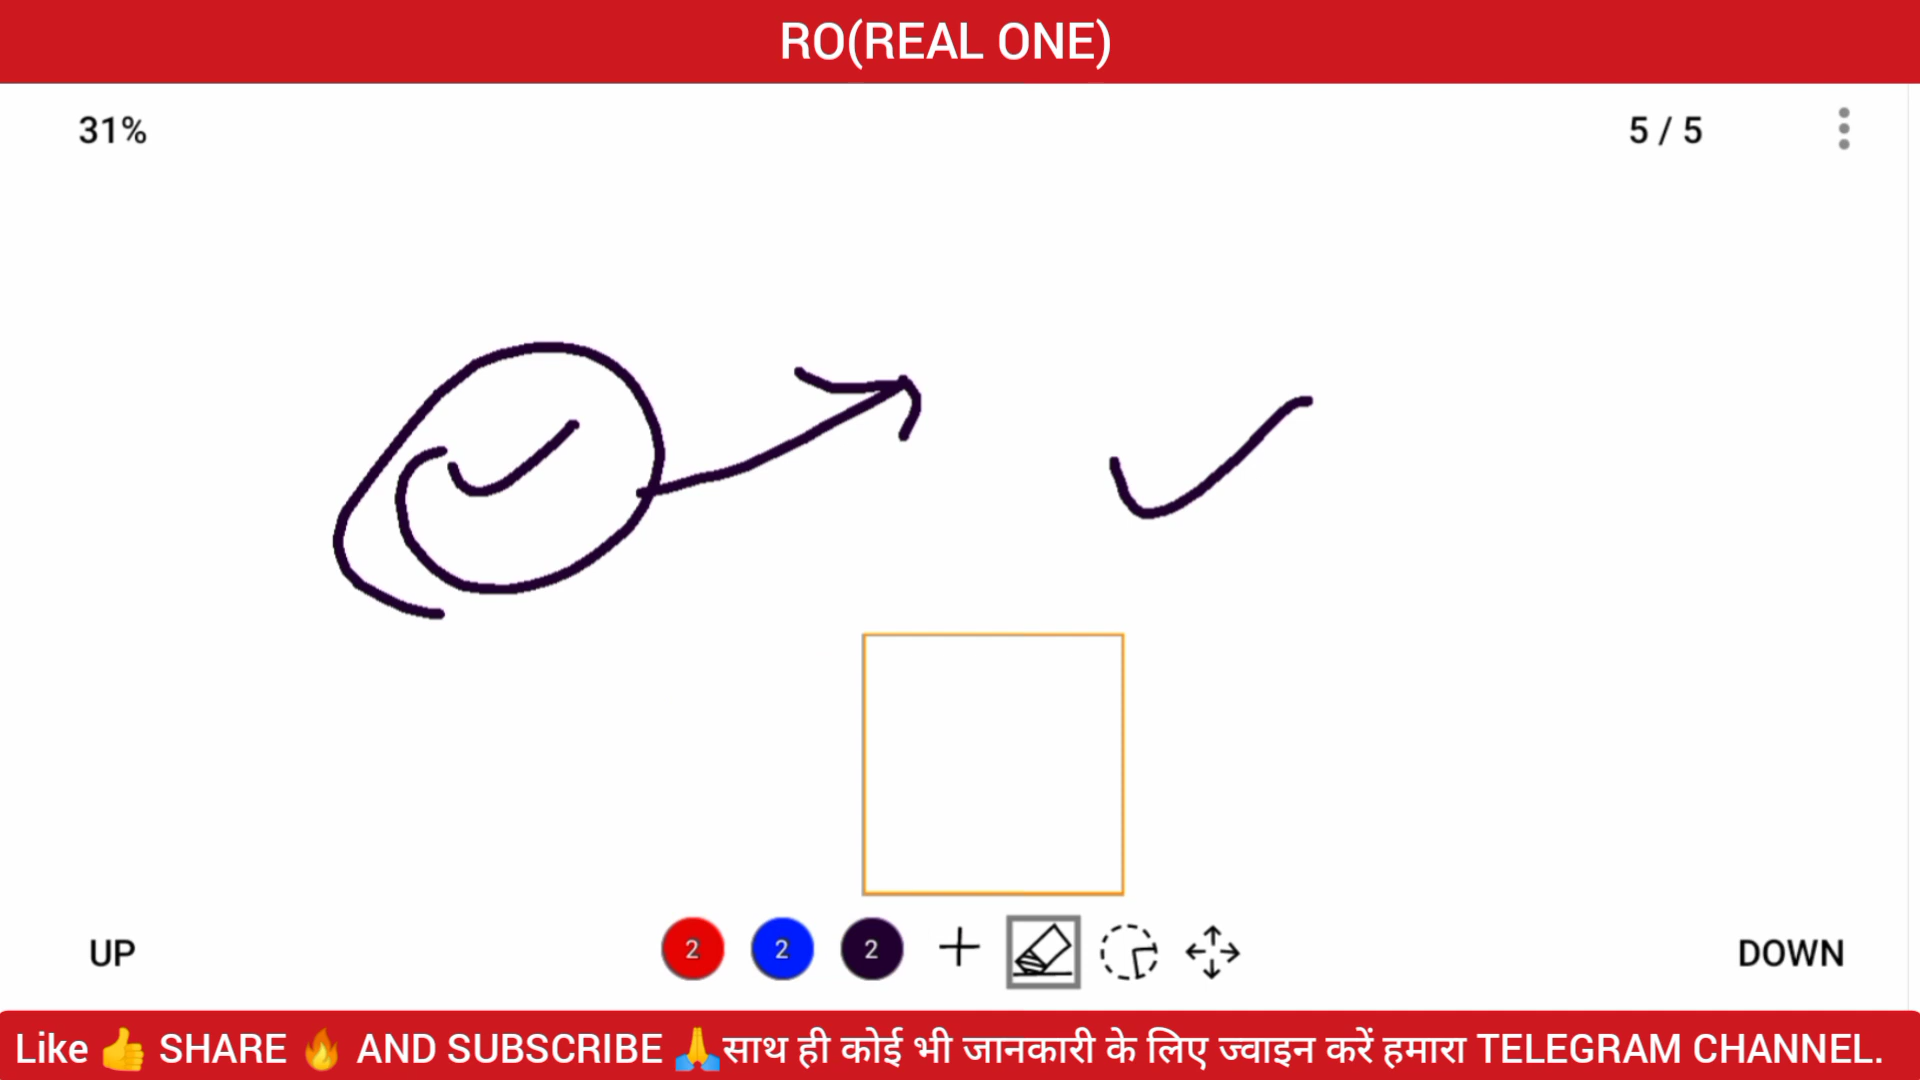 RO(REAL ONE)
31% 5 / 5
2 2 2
UP DOWN
Like 👍 SHARE 🔥 AND SUBSCRIBE 🙏साथ ही कोई भी जानकारी के लिए ज्वाइन करें हमारा TELEGRAM CHANNEL.